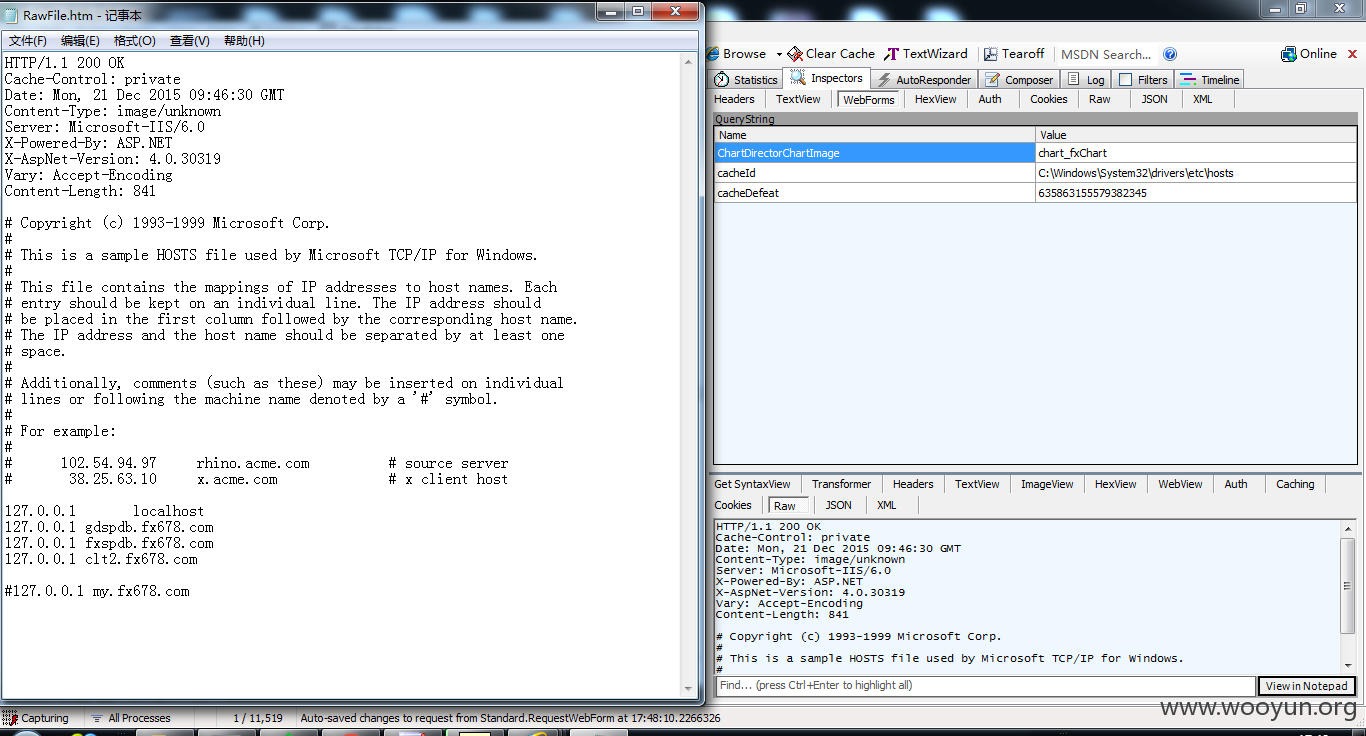 RawFile.htm - 记事本
文件(F) 编辑(E) 格式(O) 查看(V) 帮助(H)
HTTP/1.1 200 OK
Cache-Control: private
Date: Mon, 21 Dec 2015 09:46:30 GMT
Content-Type: image/unknown
Server: Microsoft-IIS/6.0
X-Powered-By: ASP.NET
X-AspNet-Version: 4.0.30319
Vary: Accept-Encoding
Content-Length: 841
# Copyright (c) 1993-1999 Microsoft Corp.
#
# This is a sample HOSTS file used by Microsoft TCP/IP for Windows.
#
# This file contains the mappings of IP addresses to host names. Each
# entry should be kept on an individual line. The IP address should
# be placed in the first column followed by the corresponding host name.
# The IP address and the host name should be separated by at least one
# space.
#
# Additionally, comments (such as these) may be inserted on individual
# lines or following the machine name denoted by a '#' symbol.
#
# For example:
#
# 102.54.94.97 rhino.acme.com # source server
# 38.25.63.10 x.acme.com # x client host
127.0.0.1 localhost
127.0.0.1 gdspdb.fx678.com
127.0.0.1 fxspdb.fx678.com
127.0.0.1 clt2.fx678.com
#127.0.0.1 my.fx678.com
Browse Clear Cache TextWizard Tearoff MSDN Search... Online
Statistics Inspectors AutoResponder Composer Log Filters Timeline
Headers TextView WebForms HexView Auth Cookies Raw JSON XML
QueryString
Name Value
ChartDirectorChartImage chart_fxChart
cacheId C:\Windows\System32\drivers\etc\hosts
cacheDefeat 635863155579382345
Get SyntaxView Transformer Headers TextView ImageView HexView WebView Auth Caching
Cookies Raw JSON XML
HTTP/1.1 200 OK
Cache-Control: private
Date: Mon, 21 Dec 2015 09:46:30 GMT
Content-Type: image/unknown
Server: Microsoft-IIS/6.0
X-Powered-By: ASP.NET
X-AspNet-Version: 4.0.30319
Vary: Accept-Encoding
Content-Length: 841
# Copyright (c) 1993-1999 Microsoft Corp.
#
# This is a sample HOSTS file used by Microsoft TCP/IP for Windows.
#
Find... (press Ctrl+Enter to highlight all) View in Notepad
Capturing All Processes 1 / 11,519 Auto-saved changes to request from Standard.RequestWebForm at 17:48:10.2266326
www.wooyun.org